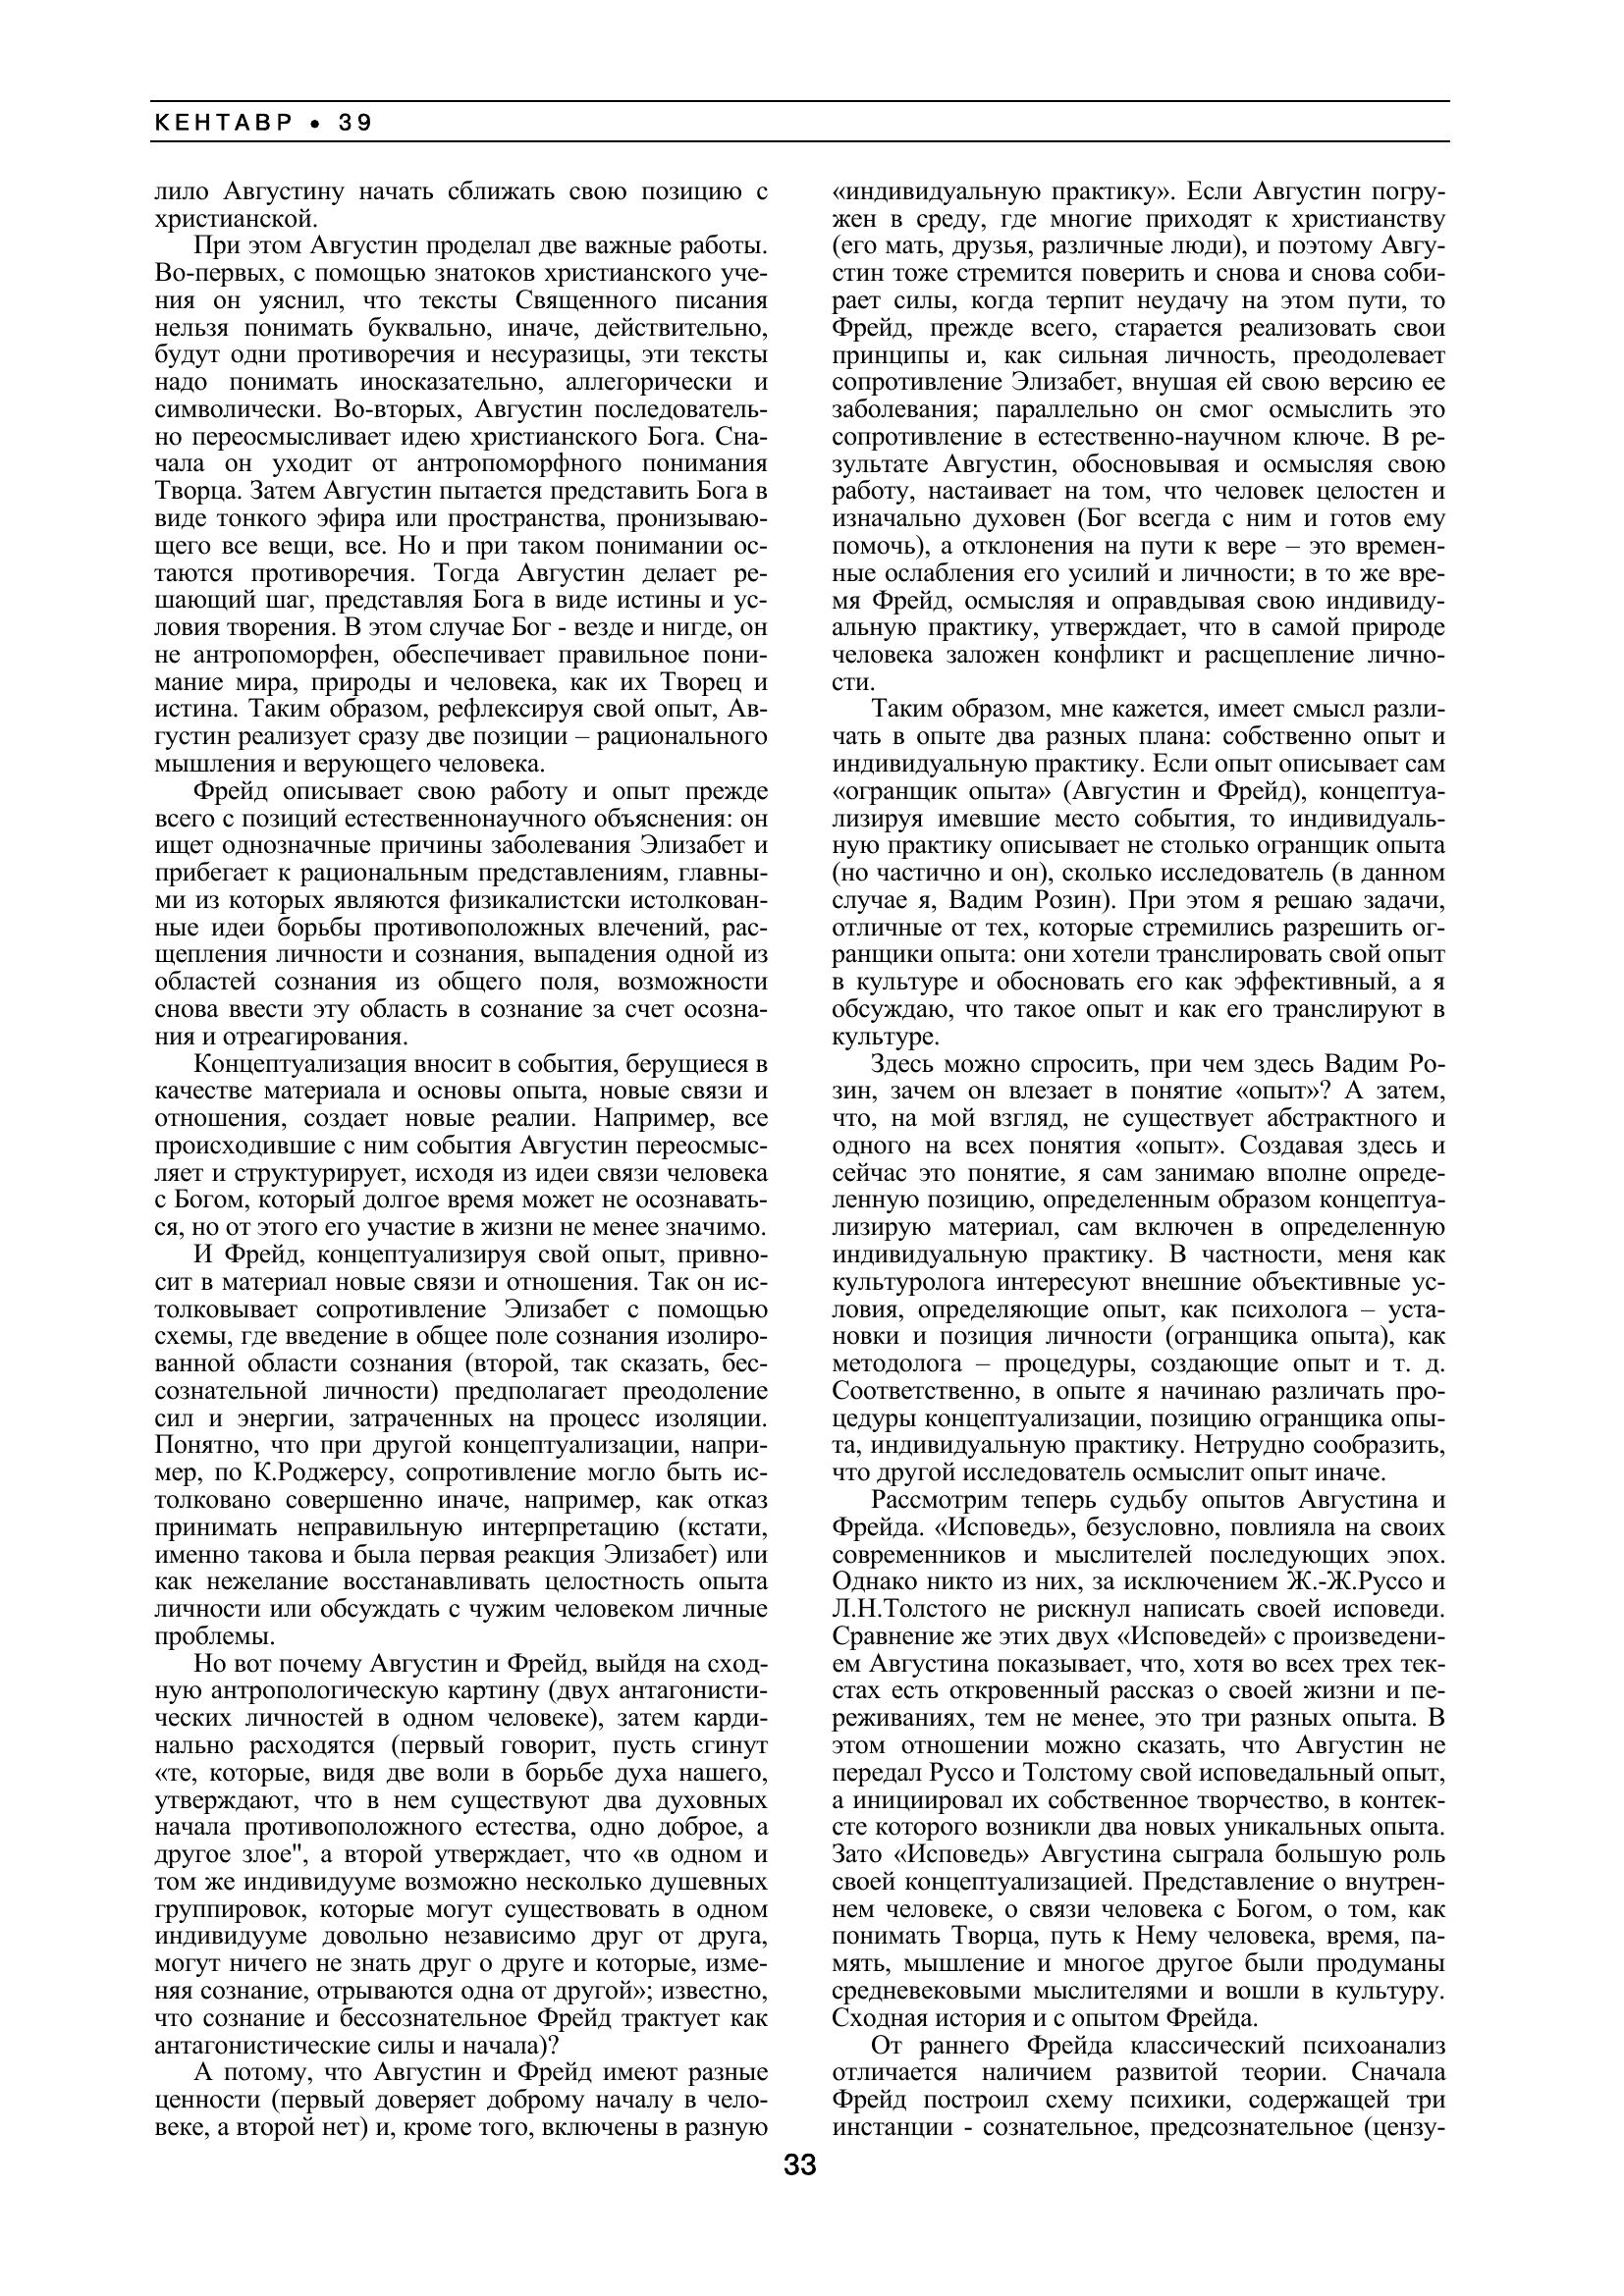 КЕНТАВР • 39
лило Августину начать сближать свою позицию с
христианской.
При этом Августин проделал две важные работы.
Во-первых, с помощью знатоков христианского уче-
ния он уяснил, что тексты Священного писания
нельзя понимать буквально, иначе, действительно,
будут одни противоречия и несуразицы, эти тексты
надо понимать иносказательно, аллегорически и
символически. Во-вторых, Августин последователь-
но переосмысливает идею христианского Бога. Сна-
чала он уходит от антропоморфного понимания
Творца. Затем Августин пытается представить Бога в
виде тонкого эфира или пространства, пронизываю-
щего все вещи, все. Но и при таком понимании ос-
таются противоречия. Тогда Августин делает ре-
шающий шаг, представляя Бога в виде истины и ус-
ловия творения. В этом случае Бог - везде и нигде, он
не антропоморфен, обеспечивает правильное пони-
мание мира, природы и человека, как их Творец и
истина. Таким образом, рефлексируя свой опыт, Ав-
густин реализует сразу две позиции – рационального
мышления и верующего человека.
Фрейд описывает свою работу и опыт прежде
всего с позиций естественнонаучного объяснения: он
ищет однозначные причины заболевания Элизабет и
прибегает к рациональным представлениям, главны-
ми из которых являются физикалистски истолкован-
ные идеи борьбы противоположных влечений, рас-
щепления личности и сознания, выпадения одной из
областей сознания из общего поля, возможности
снова ввести эту область в сознание за счет осозна-
ния и отреагирования.
Концептуализация вносит в события, берущиеся в
качестве материала и основы опыта, новые связи и
отношения, создает новые реалии. Например, все
происходившие с ним события Августин переосмыс-
ляет и структурирует, исходя из идеи связи человека
с Богом, который долгое время может не осознавать-
ся, но от этого его участие в жизни не менее значимо.
И Фрейд, концептуализируя свой опыт, привно-
сит в материал новые связи и отношения. Так он ис-
толковывает сопротивление Элизабет с помощью
схемы, где введение в общее поле сознания изолиро-
ванной области сознания (второй, так сказать, бес-
сознательной личности) предполагает преодоление
сил и энергии, затраченных на процесс изоляции.
Понятно, что при другой концептуализации, напри-
мер, по К.Роджерсу, сопротивление могло быть ис-
толковано совершенно иначе, например, как отказ
принимать неправильную интерпретацию (кстати,
именно такова и была первая реакция Элизабет) или
как нежелание восстанавливать целостность опыта
личности или обсуждать с чужим человеком личные
проблемы.
Но вот почему Августин и Фрейд, выйдя на сход-
ную антропологическую картину (двух антагонисти-
ческих личностей в одном человеке), затем карди-
нально расходятся (первый говорит, пусть сгинут
«те, которые, видя две воли в борьбе духа нашего,
утверждают, что в нем существуют два духовных
начала противоположного естества, одно доброе, а
другое злое", а второй утверждает, что «в одном и
том же индивидууме возможно несколько душевных
группировок, которые могут существовать в одном
индивидууме довольно независимо друг от друга,
могут ничего не знать друг о друге и которые, изме-
няя сознание, отрываются одна от другой»; известно,
что сознание и бессознательное Фрейд трактует как
антагонистические силы и начала)?
А потому, что Августин и Фрейд имеют разные
ценности (первый доверяет доброму началу в чело-
веке, а второй нет) и, кроме того, включены в разную
«индивидуальную практику». Если Августин погру-
жен в среду, где многие приходят к христианству
(его мать, друзья, различные люди), и поэтому Авгу-
стин тоже стремится поверить и снова и снова соби-
рает силы, когда терпит неудачу на этом пути, то
Фрейд, прежде всего, старается реализовать свои
принципы и, как сильная личность, преодолевает
сопротивление Элизабет, внушая ей свою версию ее
заболевания; параллельно он смог осмыслить это
сопротивление в естественно-научном ключе. В ре-
зультате Августин, обосновывая и осмысляя свою
работу, настаивает на том, что человек целостен и
изначально духовен (Бог всегда с ним и готов ему
помочь), а отклонения на пути к вере – это времен-
ные ослабления его усилий и личности; в то же вре-
мя Фрейд, осмысляя и оправдывая свою индивиду-
альную практику, утверждает, что в самой природе
человека заложен конфликт и расщепление лично-
сти.
Таким образом, мне кажется, имеет смысл разли-
чать в опыте два разных плана: собственно опыт и
индивидуальную практику. Если опыт описывает сам
«огранщик опыта» (Августин и Фрейд), концептуа-
лизируя имевшие место события, то индивидуаль-
ную практику описывает не столько огранщик опыта
(но частично и он), сколько исследователь (в данном
случае я, Вадим Розин). При этом я решаю задачи,
отличные от тех, которые стремились разрешить ог-
ранщики опыта: они хотели транслировать свой опыт
в культуре и обосновать его как эффективный, а я
обсуждаю, что такое опыт и как его транслируют в
культуре.
Здесь можно спросить, при чем здесь Вадим Ро-
зин, зачем он влезает в понятие «опыт»? А затем,
что, на мой взгляд, не существует абстрактного и
одного на всех понятия «опыт». Создавая здесь и
сейчас это понятие, я сам занимаю вполне опреде-
ленную позицию, определенным образом концептуа-
лизирую материал, сам включен в определенную
индивидуальную практику. В частности, меня как
культуролога интересуют внешние объективные ус-
ловия, определяющие опыт, как психолога – уста-
новки и позиция личности (огранщика опыта), как
методолога – процедуры, создающие опыт и т. д.
Соответственно, в опыте я начинаю различать про-
цедуры концептуализации, позицию огранщика опы-
та, индивидуальную практику. Нетрудно сообразить,
что другой исследователь осмыслит опыт иначе.
Рассмотрим теперь судьбу опытов Августина и
Фрейда. «Исповедь», безусловно, повлияла на своих
современников и мыслителей последующих эпох.
Однако никто из них, за исключением Ж.-Ж.Руссо и
Л.Н.Толстого не рискнул написать своей исповеди.
Сравнение же этих двух «Исповедей» с произведени-
ем Августина показывает, что, хотя во всех трех тек-
стах есть откровенный рассказ о своей жизни и пе-
реживаниях, тем не менее, это три разных опыта. В
этом отношении можно сказать, что Августин не
передал Руссо и Толстому свой исповедальный опыт,
а инициировал их собственное творчество, в контек-
сте которого возникли два новых уникальных опыта.
Зато «Исповедь» Августина сыграла большую роль
своей концептуализацией. Представление о внутрен-
нем человеке, о связи человека с Богом, о том, как
понимать Творца, путь к Нему человека, время, па-
мять, мышление и многое другое были продуманы
средневековыми мыслителями и вошли в культуру.
Сходная история и с опытом Фрейда.
От раннего Фрейда классический психоанализ
отличается наличием развитой теории. Сначала
Фрейд построил схему психики, содержащей три
инстанции - сознательное, предсознательное (цензу-
33